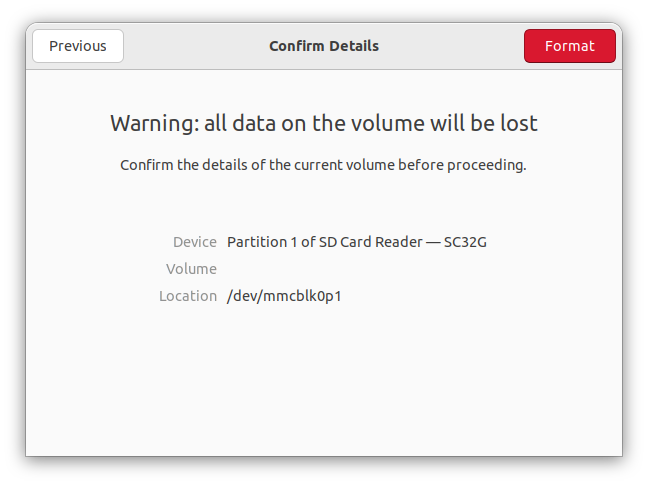 Previous
Confirm Details
Format
Warning: all data on the volume will be lost
Confirm the details of the current volume before proceeding.
Device Partition 1 of SD Card Reader — SC32G
Volume
Location /dev/mmcblk0p1